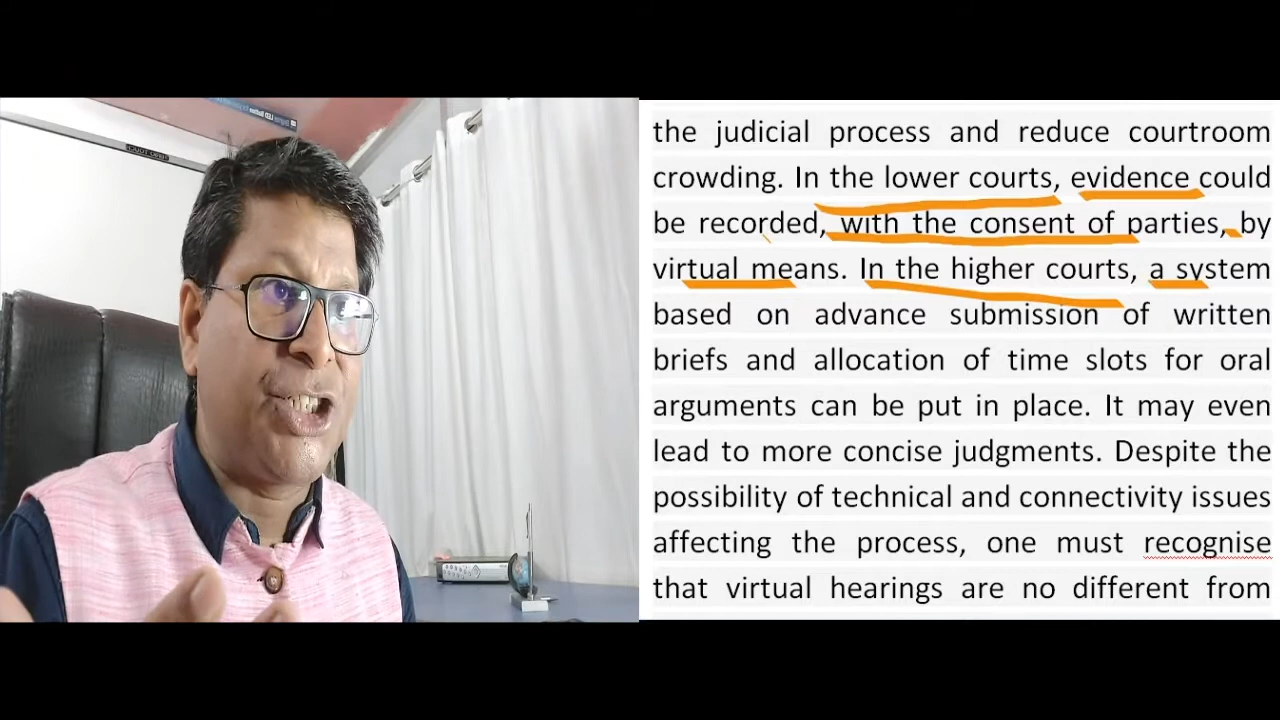 the judicial process and reduce courtroom
crowding. In the lower courts, evidence could
be recorded, with the consent of parties, by
virtual means. In the higher courts, a system
based on advance submission of written
briefs and allocation of time slots for oral
arguments can be put in place. It may even
lead to more concise judgments. Despite the
possibility of technical and connectivity issues
affecting the process, one must recognise
that virtual hearings are no different from